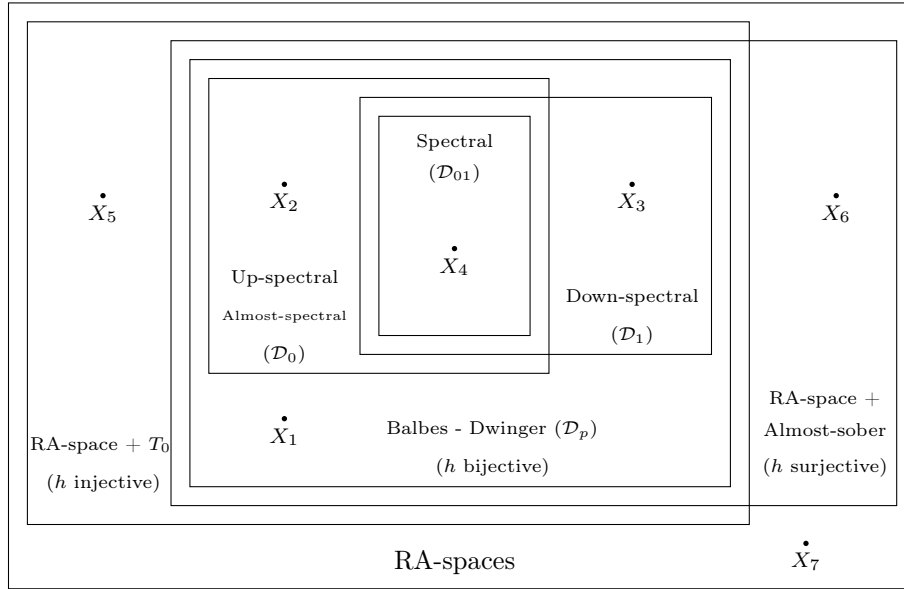 Spectral
(𝒟₀₁)
X₅
X₂
X₃
X₆
X₄
Up-spectral
Almost-spectral
(𝒟₀)
Down-spectral
(𝒟₁)
RA-space +
Almost-sober
(h surjective)
X₁
Balbes - Dwinger (𝒟ₚ)
(h bijective)
RA-space + T₀
(h injective)
RA-spaces
X₇